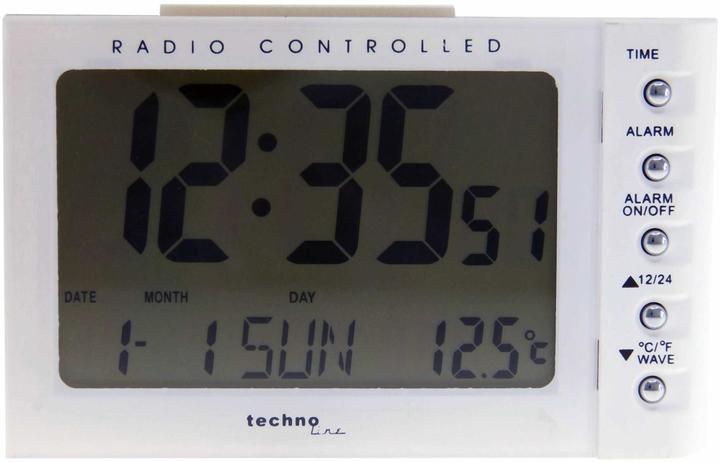 RADIO CONTROLLED
12:35 51
DATE MONTH DAY
1- 1 SUN 12.5°C
techno
line
TIME
ALARM
ALARM
ON/OFF
▲12/24
°C/°F
▼ WAVE